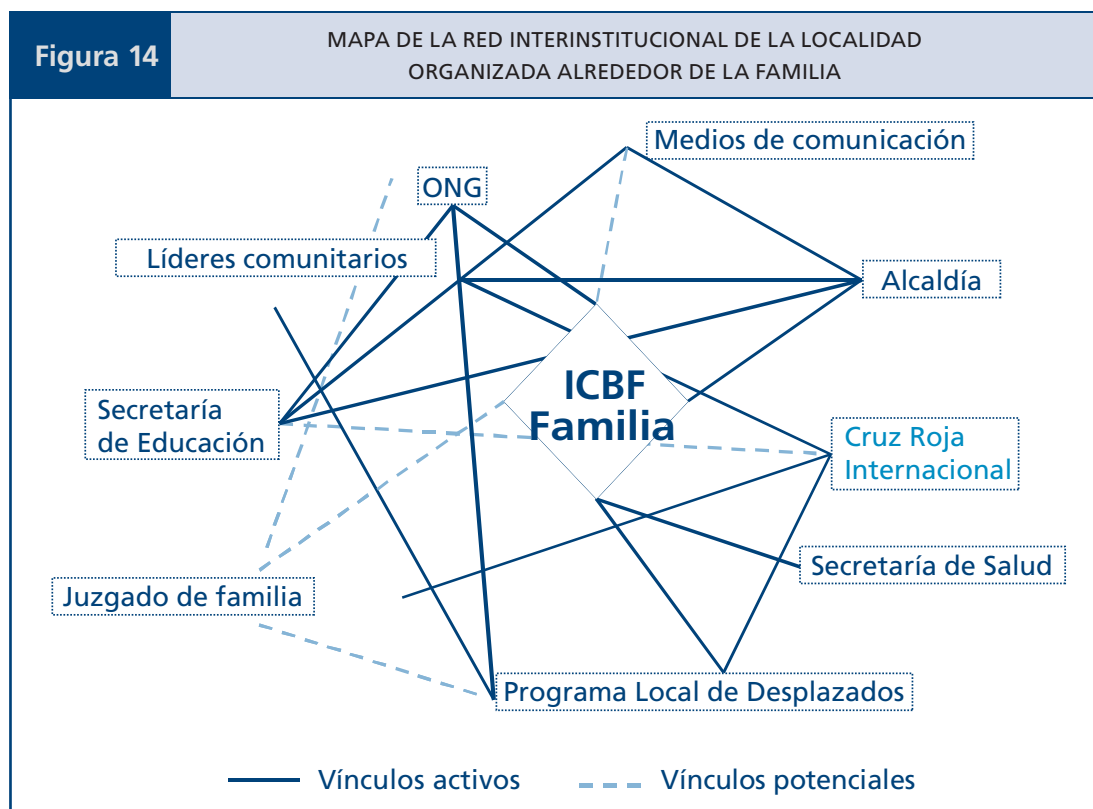 Figura 14
MAPA DE LA RED INTERINSTITUCIONAL DE LA LOCALIDAD
ORGANIZADA ALREDEDOR DE LA FAMILIA
Medios de comunicación
ONG
Líderes comunitarios
Alcaldía
ICBF
Familia
Secretaría
de Educación
Cruz Roja
Internacional
Secretaría de Salud
Juzgado de familia
Programa Local de Desplazados
Vínculos activos
Vínculos potenciales